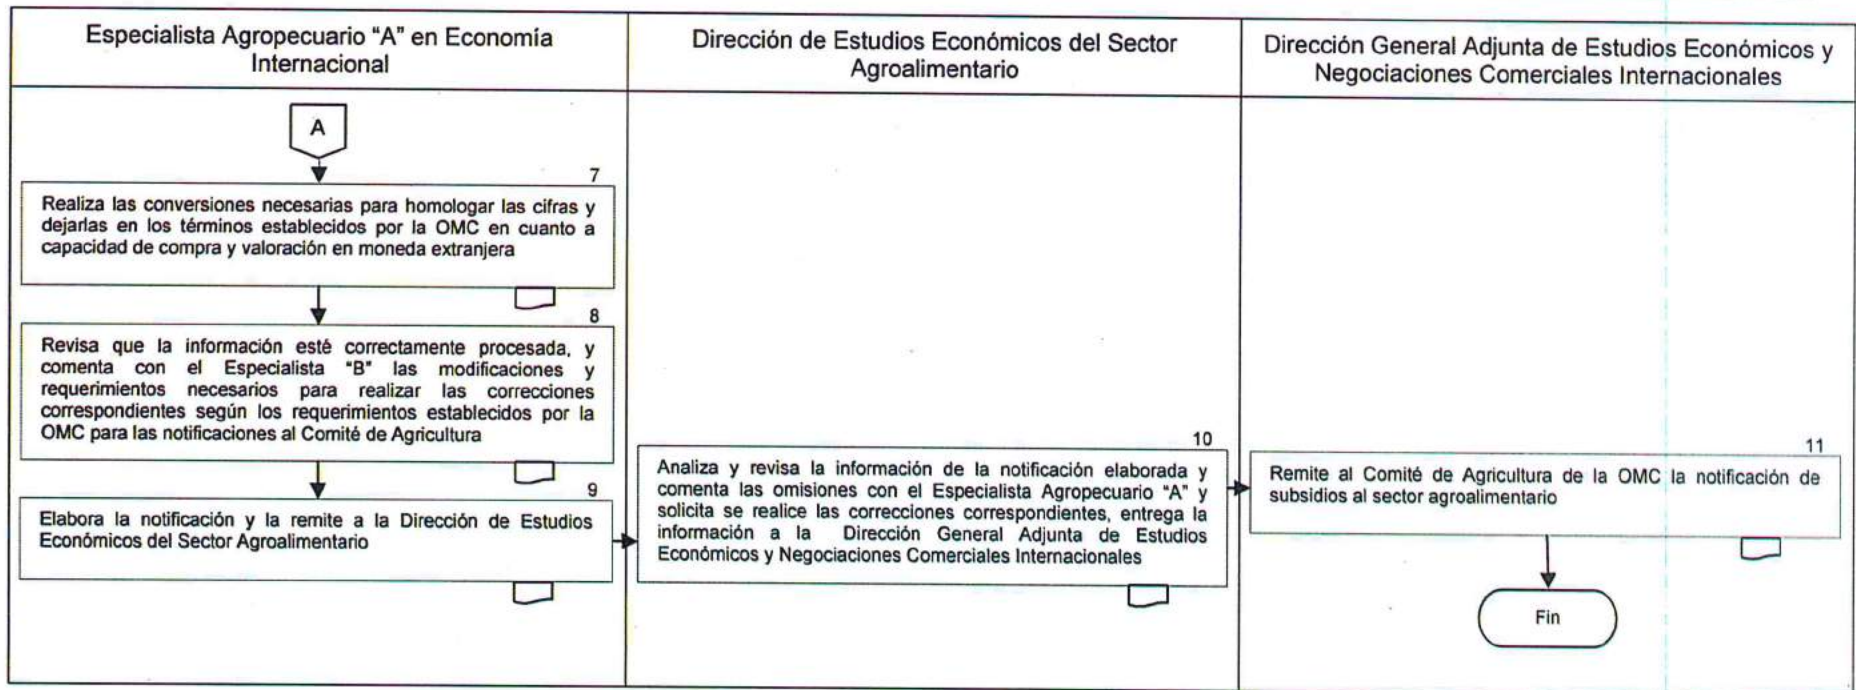 Especialista Agropecuario "A" en Economía
Internacional
Dirección de Estudios Económicos del Sector
Agroalimentario
Dirección General Adjunta de Estudios Económicos y
Negociaciones Comerciales Internacionales
A
7
Realiza las conversiones necesarias para homologar las cifras y
dejarlas en los términos establecidos por la OMC en cuanto a
capacidad de compra y valoración en moneda extranjera
8
Revisa que la información esté correctamente procesada, y
comenta con el Especialista "B" las modificaciones y
requerimientos necesarios para realizar las correcciones
correspondientes según los requerimientos establecidos por la
OMC para las notificaciones al Comité de Agricultura
9
Elabora la notificación y la remite a la Dirección de Estudios
Económicos del Sector Agroalimentario
10
Analiza y revisa la información de la notificación elaborada y
comenta las omisiones con el Especialista Agropecuario "A" y
solicita se realice las correcciones correspondientes, entrega la
información a la Dirección General Adjunta de Estudios
Económicos y Negociaciones Comerciales Internacionales
11
Remite al Comité de Agricultura de la OMC la notificación de
subsidios al sector agroalimentario
Fin